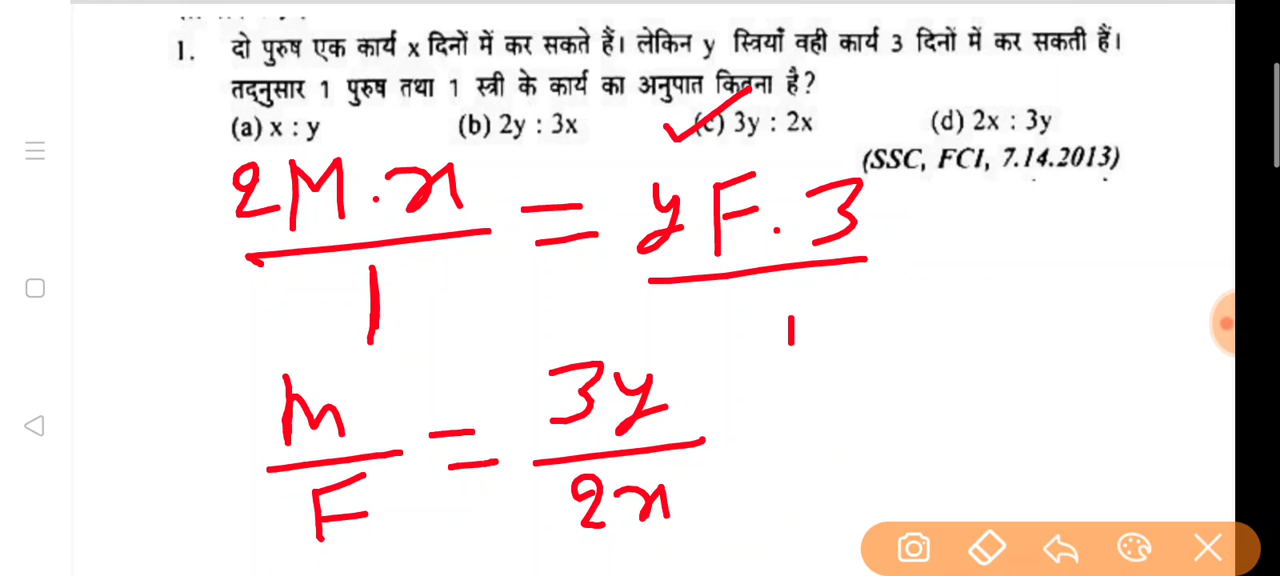 1. दो पुरुष एक कार्य x दिनों में कर सकते हैं। लेकिन y स्त्रियाँ वही कार्य 3 दिनों में कर सकती हैं।
तद्नुसार 1 पुरुष तथा 1 स्त्री के कार्य का अनुपात कितना है?
(a) x : y (b) 2y : 3x (c) 3y : 2x (d) 2x : 3y
(SSC, FCI, 7.14.2013)
2M.x = yF.3
1 1
M = 3y
F 2x